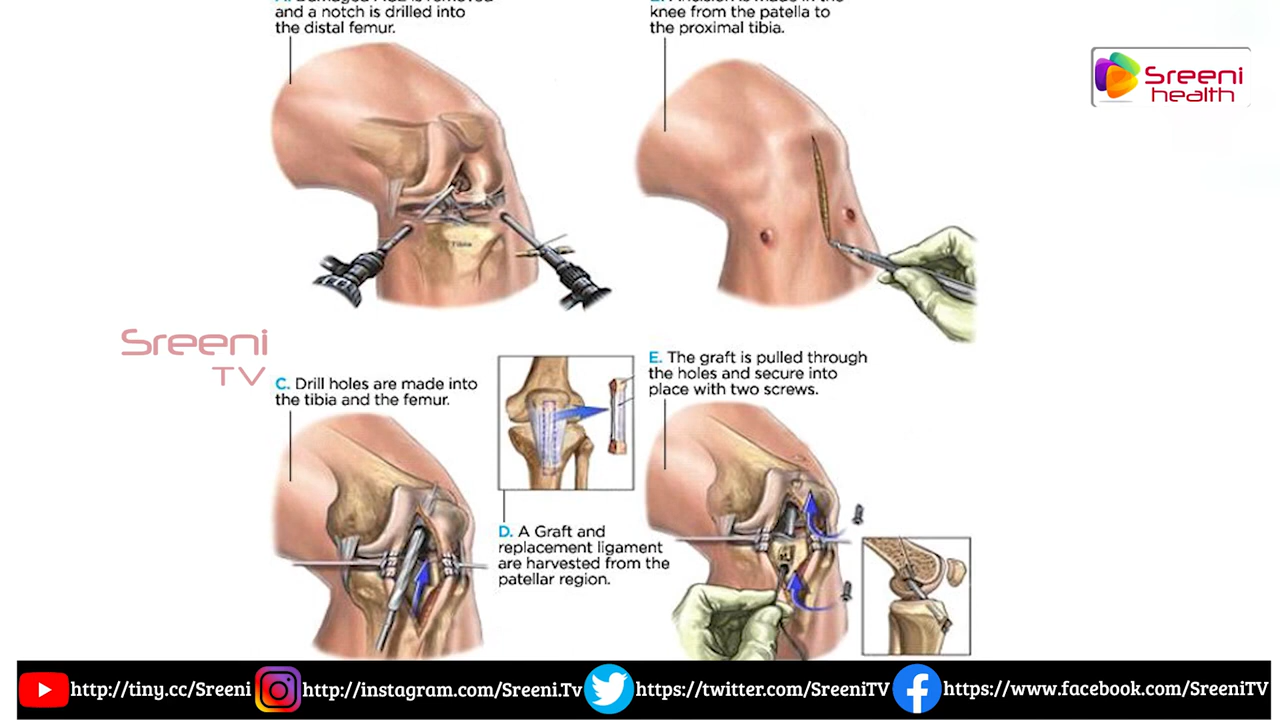 and a notch is drilled into
the distal femur.
knee from the patella to
the proximal tibia.
Sreeni
health
Tibia
Sreeni
TV
C. Drill holes are made into
the tibia and the femur.
D. A Graft and
replacement ligament
are harvested from the
patellar region.
E. The graft is pulled through
the holes and secure into
place with two screws.
http://tiny.cc/Sreeni
http://instagram.com/Sreeni.Tv
https://twitter.com/SreeniTV
https://www.facebook.com/SreeniTV